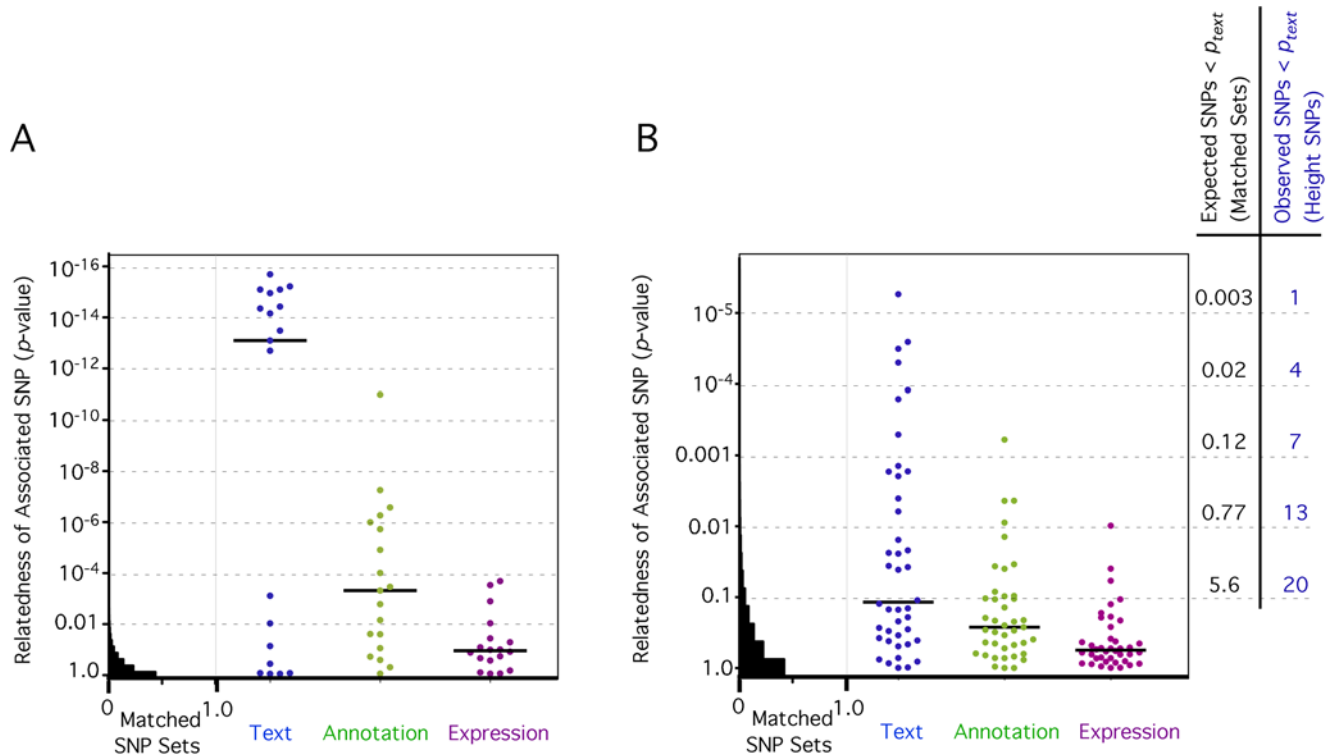 A
Relatedness of Associated SNP (p-value)
10-16
10-14
10-12
10-10
10-8
10-6
10-4
0.01
1.0
0
Matched
SNP Sets
1.0
Text
Annotation
Expression
B
Relatedness of Associated SNP (p-value)
10-5
10-4
0.001
0.01
0.1
1.0
0
Matched
SNP Sets
1.0
Text
Annotation
Expression
Expected SNPs < ptext
(Matched Sets)
Observed SNPs < ptext
(Height SNPs)
0.003 1
0.02 4
0.12 7
0.77 13
5.6 20